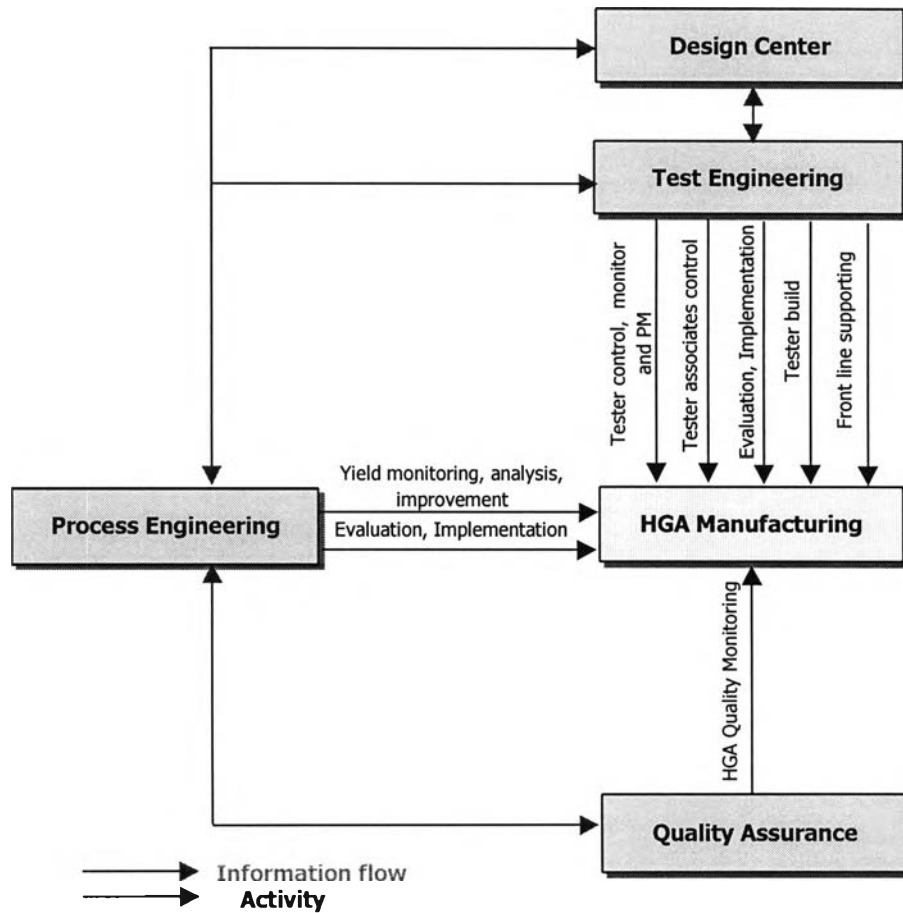 Design Center
Test Engineering
Tester control, monitor
and PM
Tester associates control
Evaluation, Implementation
Tester build
Front line supporting
Yield monitoring, analysis,
improvement
Process Engineering
Evaluation, Implementation
HGA Manufacturing
HGA Quality Monitoring
Quality Assurance
Information flow
Activity